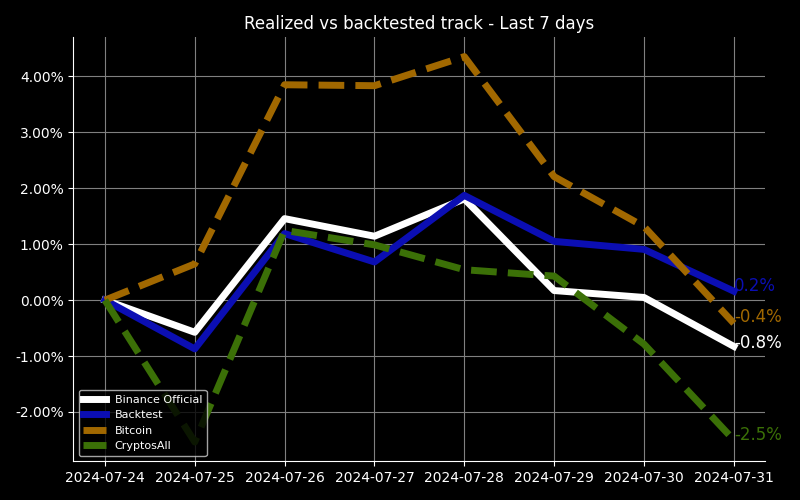 Realized vs backtested track - Last 7 days
4.00%
3.00%
2.00%
1.00%
0.00%
-1.00%
-2.00%
0.2%
-0.4%
-0.8%
-2.5%
Binance Official
Backtest
Bitcoin
CryptosAll
2024-07-24 2024-07-25 2024-07-26 2024-07-27 2024-07-28 2024-07-29 2024-07-30 2024-07-31